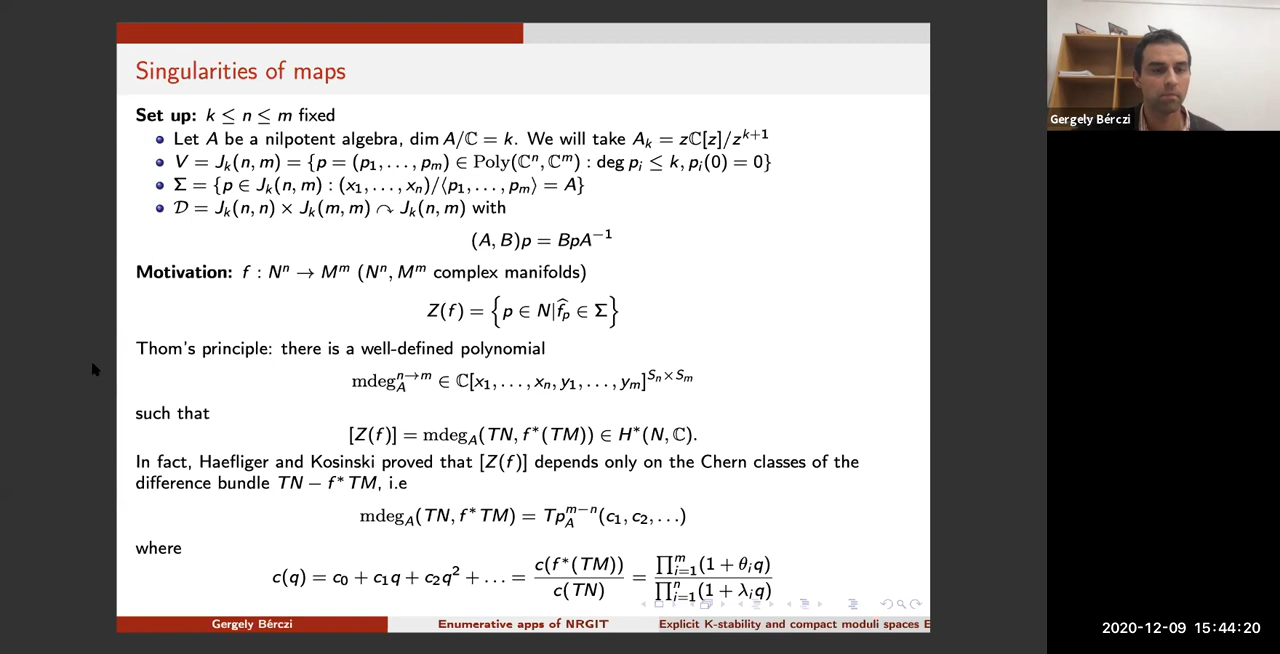 Singularities of maps
Set up: k ≤ n ≤ m fixed
Let A be a nilpotent algebra, dim A/ℂ = k. We will take A_k = zℂ[z]/z^{k+1}
V = J_k(n, m) = {p = (p_1, . . . , p_m) ∈ Poly(ℂ^n, ℂ^m) : deg p_i ≤ k, p_i(0) = 0}
Σ = {p ∈ J_k(n, m) : (x_1, . . . , x_n)/⟨p_1, . . . , p_m⟩ = A}
𝒟 = J_k(n, n) × J_k(m, m) ↷ J_k(n, m) with
(A, B)p = BpA^{−1}
Motivation: f : N^n → M^m (N^n, M^m complex manifolds)
Z(f) = {p ∈ N|f̂_p ∈ Σ}
Thom's principle: there is a well-defined polynomial
mdeg_A^{n→m} ∈ ℂ[x_1, . . . , x_n, y_1, . . . , y_m]^{S_n×S_m}
such that
[Z(f)] = mdeg_A(TN, f*(TM)) ∈ H*(N, ℂ).
In fact, Haefliger and Kosinski proved that [Z(f)] depends only on the Chern classes of the
difference bundle TN − f*TM, i.e
mdeg_A(TN, f*TM) = Tp_A^{m−n}(c_1, c_2, . . .)
where
c(q) = c_0 + c_1q + c_2q^2 + . . . = c(f*(TM))/c(TN) = ∏_{i=1}^m(1 + θ_iq)/∏_{i=1}^n(1 + λ_iq)
Gergely Bérczi Enumerative apps of NRGIT Explicit K-stability and compact moduli spaces E
Gergely Bérczi
2020-12-09 15:44:20